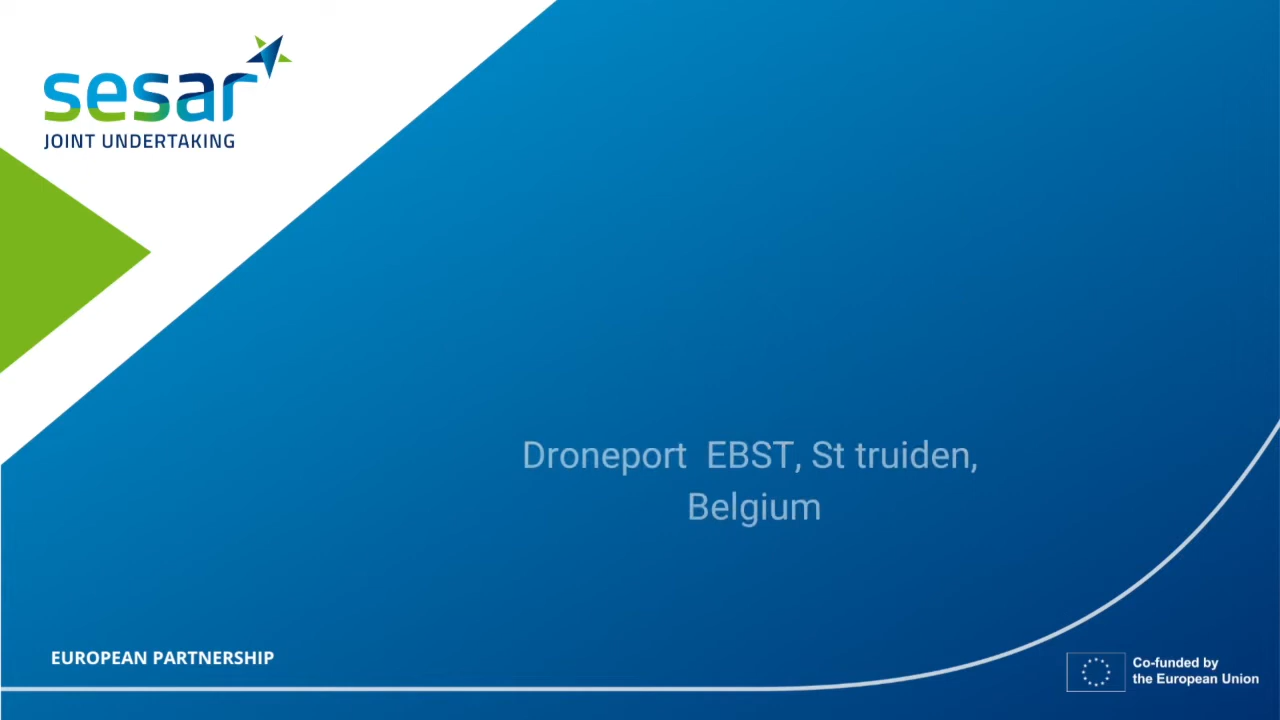 sesar
JOINT UNDERTAKING
Droneport EBST, St truiden,
Belgium
EUROPEAN PARTNERSHIP
Co-funded by
the European Union